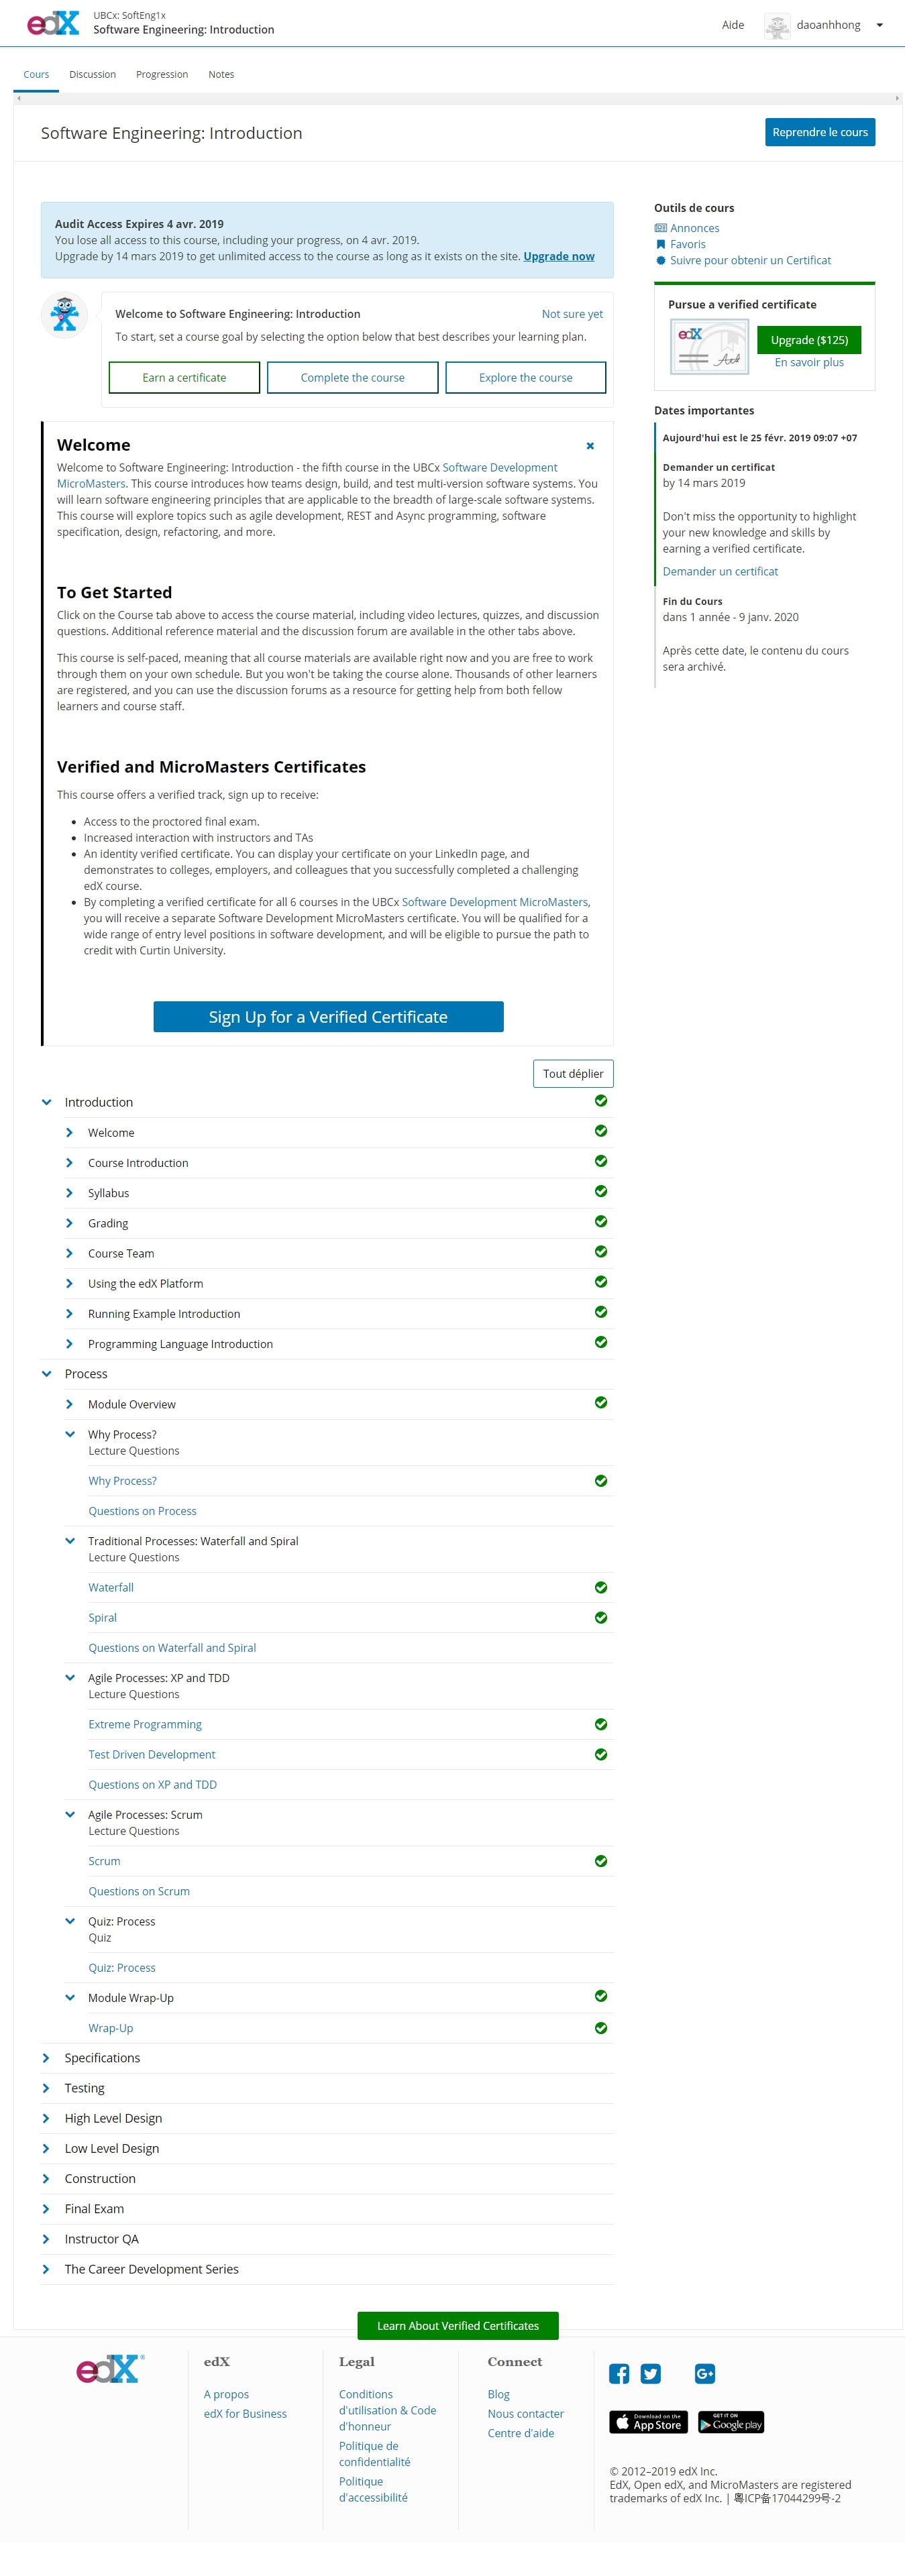 edX
UBCx: SoftEng1x
Software Engineering: Introduction
Aide
daoanhhong
Cours
Discussion
Progression
Notes
Software Engineering: Introduction
Reprendre le cours
Audit Access Expires 4 avr. 2019
You lose all access to this course, including your progress, on 4 avr. 2019.
Upgrade by 14 mars 2019 to get unlimited access to the course as long as it exists on the site. Upgrade now
Welcome to Software Engineering: Introduction
Not sure yet
To start, set a course goal by selecting the option below that best describes your learning plan.
Earn a certificate
Complete the course
Explore the course
Welcome
Welcome to Software Engineering: Introduction - the fifth course in the UBCx Software Development
MicroMasters. This course introduces how teams design, build, and test multi-version software systems. You
will learn software engineering principles that are applicable to the breadth of large-scale software systems.
This course will explore topics such as agile development, REST and Async programming, software
specification, design, refactoring, and more.
To Get Started
Click on the Course tab above to access the course material, including video lectures, quizzes, and discussion
questions. Additional reference material and the discussion forum are available in the other tabs above.
This course is self-paced, meaning that all course materials are available right now and you are free to work
through them on your own schedule. But you won't be taking the course alone. Thousands of other learners
are registered, and you can use the discussion forums as a resource for getting help from both fellow
learners and course staff.
Verified and MicroMasters Certificates
This course offers a verified track, sign up to receive:
Access to the proctored final exam.
Increased interaction with instructors and TAs
An identity verified certificate. You can display your certificate on your LinkedIn page, and
demonstrates to colleges, employers, and colleagues that you successfully completed a challenging
edX course.
By completing a verified certificate for all 6 courses in the UBCx Software Development MicroMasters,
you will receive a separate Software Development MicroMasters certificate. You will be qualified for a
wide range of entry level positions in software development, and will be eligible to pursue the path to
credit with Curtin University.
Sign Up for a Verified Certificate
Outils de cours
Annonces
Favoris
Suivre pour obtenir un Certificat
Pursue a verified certificate
edX
Upgrade ($125)
En savoir plus
Dates importantes
Aujourd'hui est le 25 févr. 2019 09:07 +07
Demander un certificat
by 14 mars 2019
Don't miss the opportunity to highlight
your new knowledge and skills by
earning a verified certificate.
Demander un certificat
Fin du Cours
dans 1 année - 9 janv. 2020
Après cette date, le contenu du cours
sera archivé.
Tout déplier
Introduction
Welcome
Course Introduction
Syllabus
Grading
Course Team
Using the edX Platform
Running Example Introduction
Programming Language Introduction
Process
Module Overview
Why Process?
Lecture Questions
Why Process?
Questions on Process
Traditional Processes: Waterfall and Spiral
Lecture Questions
Waterfall
Spiral
Questions on Waterfall and Spiral
Agile Processes: XP and TDD
Lecture Questions
Extreme Programming
Test Driven Development
Questions on XP and TDD
Agile Processes: Scrum
Lecture Questions
Scrum
Questions on Scrum
Quiz: Process
Quiz
Quiz: Process
Module Wrap-Up
Wrap-Up
Specifications
Testing
High Level Design
Low Level Design
Construction
Final Exam
Instructor QA
The Career Development Series
Learn About Verified Certificates
edX®
edX
A propos
edX for Business
Legal
Conditions
d'utilisation & Code
d'honneur
Politique de
confidentialité
Politique
d'accessibilité
Connect
Blog
Nous contacter
Centre d'aide
G+
Download on the
App Store
GET IT ON
Google play
© 2012–2019 edX Inc.
EdX, Open edX, and MicroMasters are registered
trademarks of edX Inc. | 粤ICP备17044299号-2